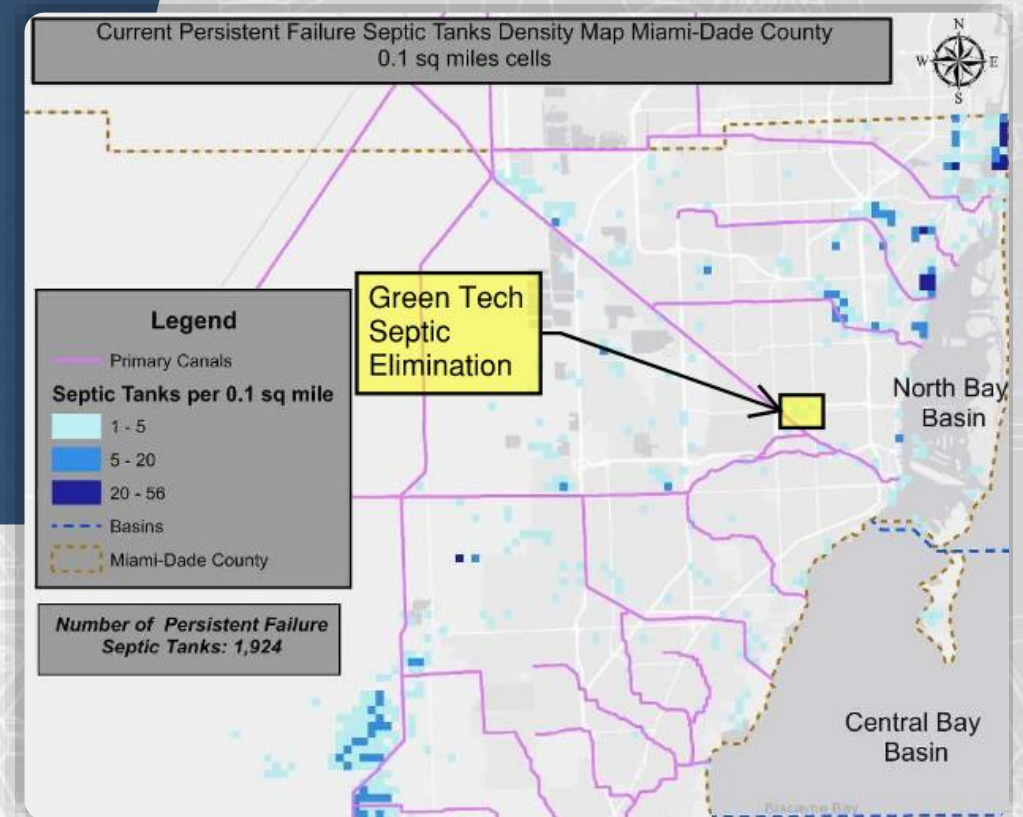 Current Persistent Failure Septic Tanks Density Map Miami-Dade County
0.1 sq miles cells
N
W
E
S
Green Tech
Septic
Elimination
Legend
Primary Canals
Septic Tanks per 0.1 sq mile
1 - 5
5 - 20
20 - 56
Basins
Miami-Dade County
Number of Persistent Failure
Septic Tanks: 1,924
North Bay
Basin
Central Bay
Basin
Biscayne Bay